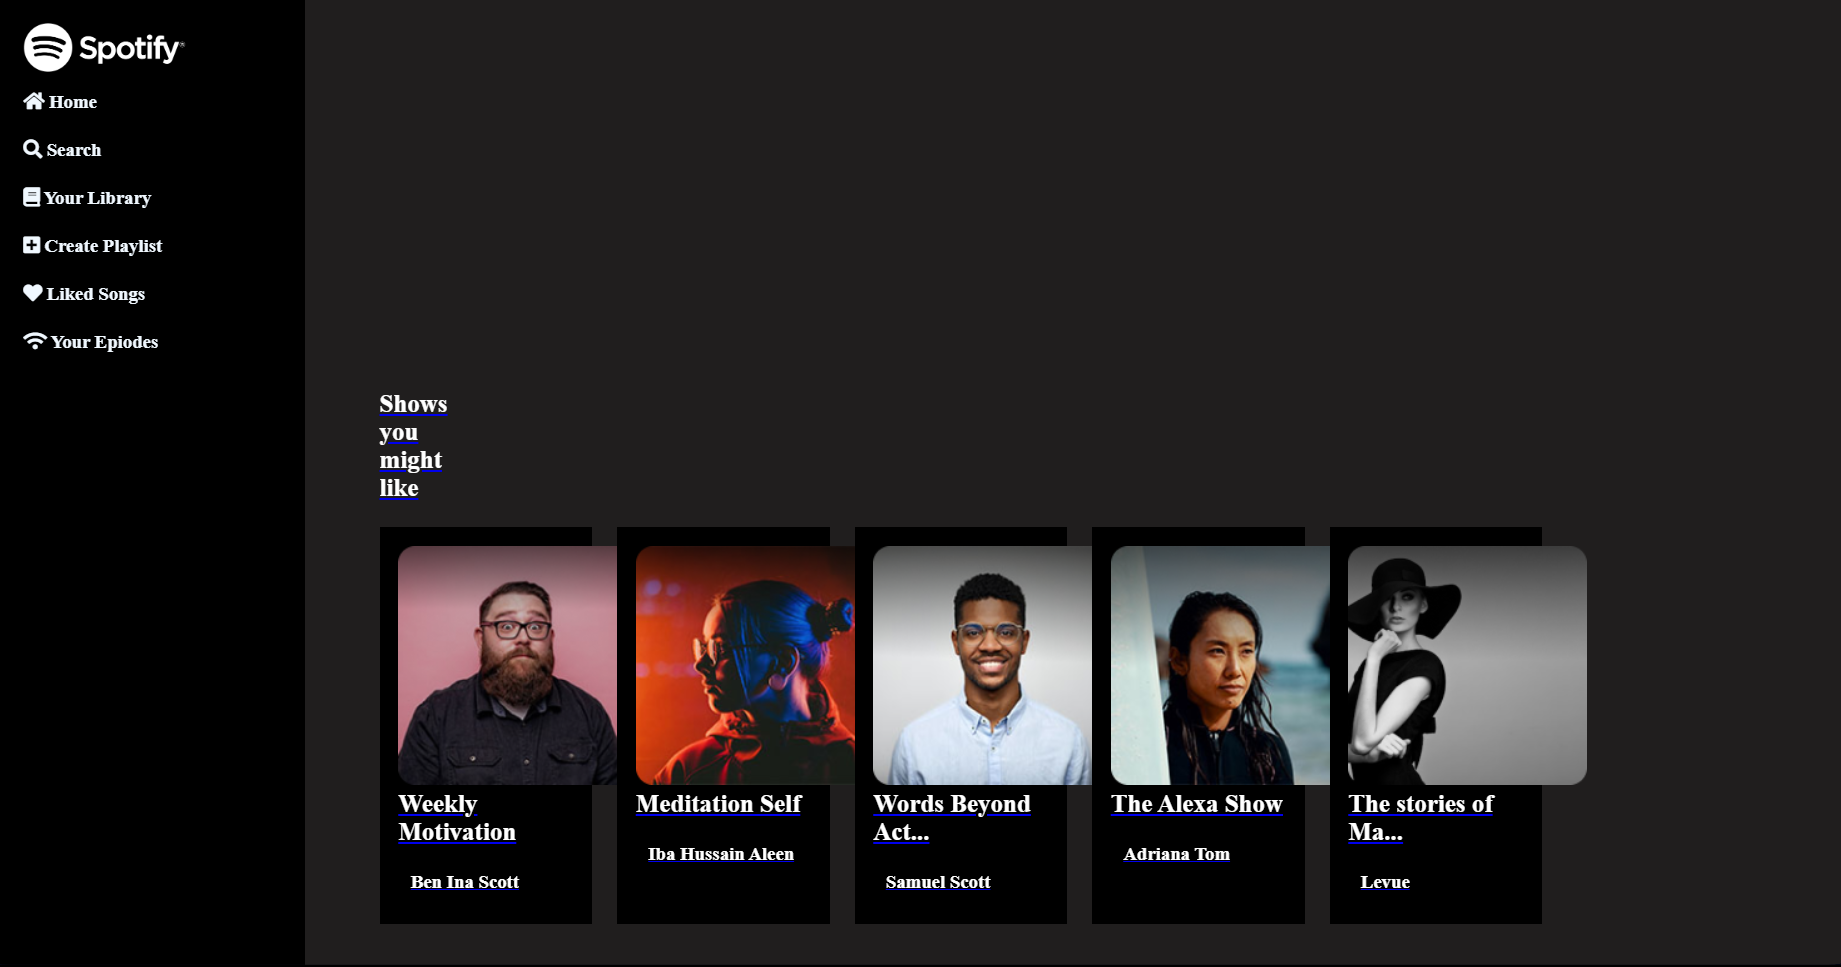 Spotify®
Home
Search
Your Library
Create Playlist
Liked Songs
Your Epiodes
Shows
you
might
like
Weekly
Motivation
Ben Ina Scott
Meditation Self
Iba Hussain Aleen
Words Beyond
Act...
Samuel Scott
The Alexa Show
Adriana Tom
The stories of
Ma...
Levue